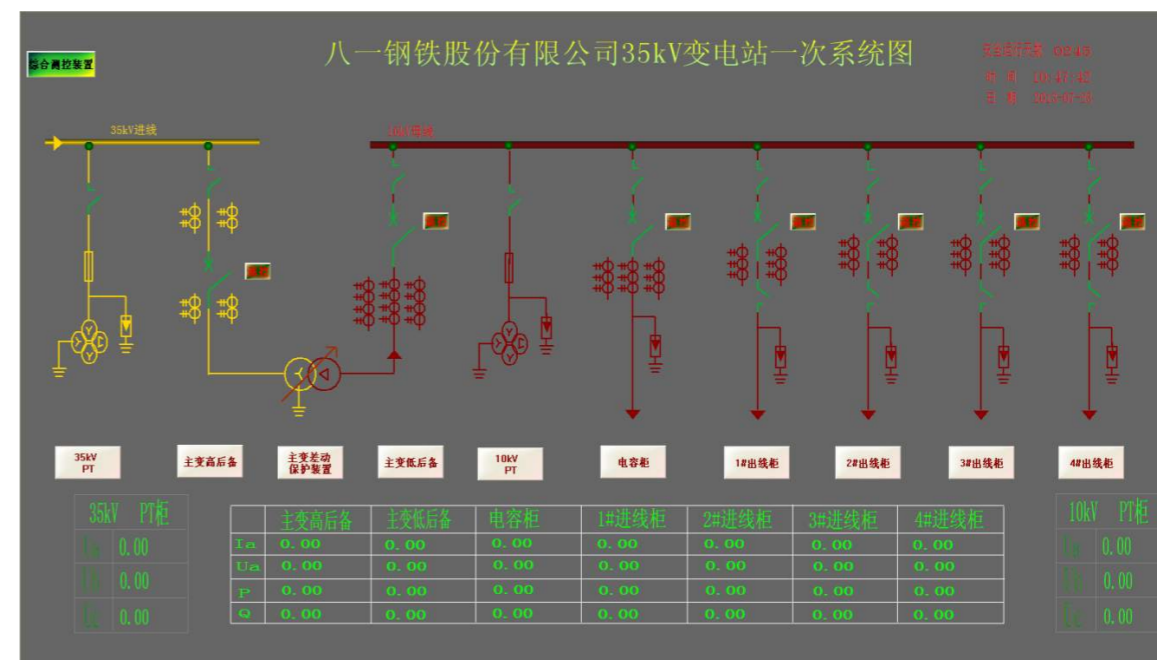 八一钢铁股份有限公司35kV变电站一次系统图
综合测控装置
0845
时 间 10:47:42
日 期
35kV进线
10kV母线
35kV
PT
主变高后备
主变差动
保护装置
主变低后备
10kV
PT
电容柜
1#出线柜
2#出线柜
3#出线柜
4#出线柜
35kV PT柜
0.00
0.00
0.00
主变高后备 主变低后备 电容柜 1#进线柜 2#进线柜 3#进线柜 4#进线柜
Ia 0.00 0.00 0.00 0.00 0.00 0.00 0.00
Ua 0.00 0.00 0.00 0.00 0.00 0.00 0.00
P 0.00 0.00 0.00 0.00 0.00 0.00 0.00
Q 0.00 0.00 0.00 0.00 0.00 0.00 0.00
10kV PT柜
0.00
0.00
0.00